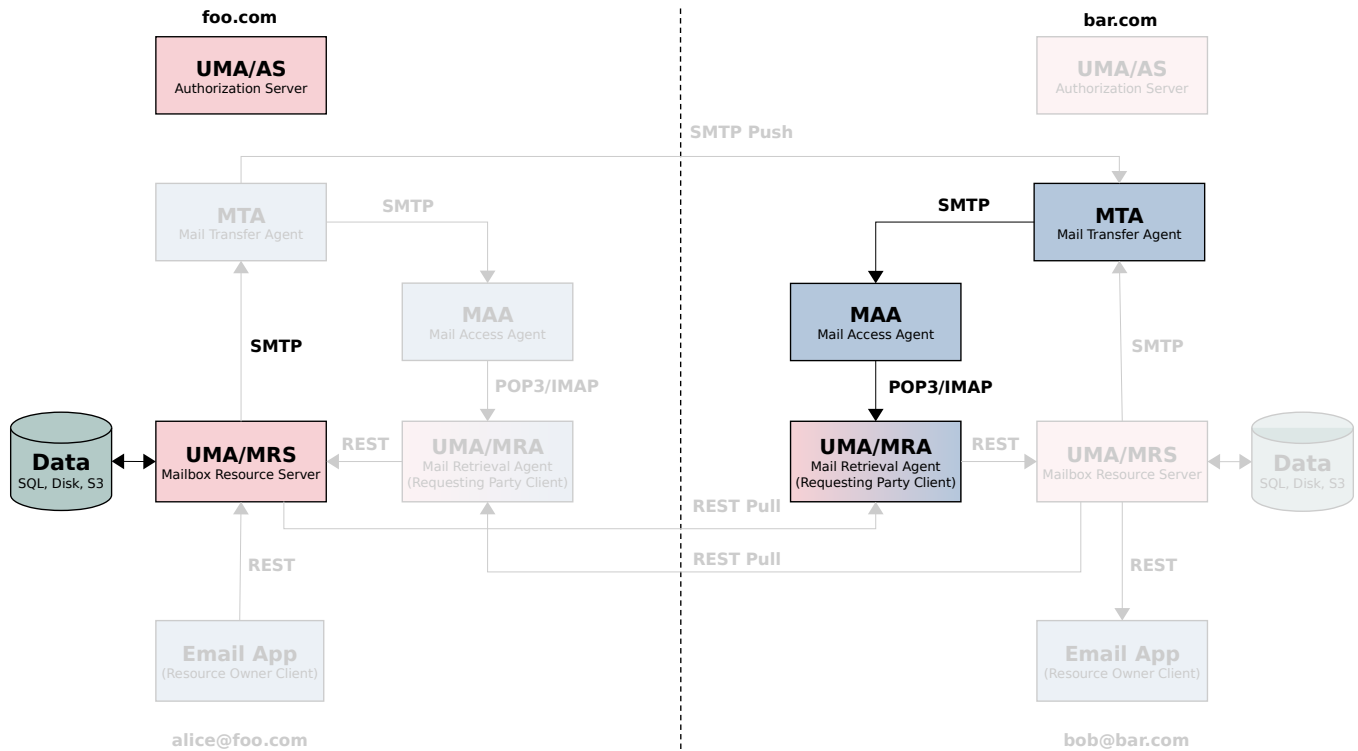 foo.com
bar.com
UMA/AS
Authorization Server
UMA/AS
Authorization Server
SMTP Push
MTA
Mail Transfer Agent
SMTP
SMTP
MTA
Mail Transfer Agent
MAA
Mail Access Agent
MAA
Mail Access Agent
SMTP
SMTP
POP3/IMAP
POP3/IMAP
Data
SQL, Disk, S3
UMA/MRS
Mailbox Resource Server
REST
UMA/MRA
Mail Retrieval Agent
(Requesting Party Client)
UMA/MRA
Mail Retrieval Agent
(Requesting Party Client)
REST
UMA/MRS
Mailbox Resource Server
Data
SQL, Disk, S3
REST Pull
REST Pull
REST
REST
Email App
(Resource Owner Client)
Email App
(Resource Owner Client)
alice@foo.com
bob@bar.com